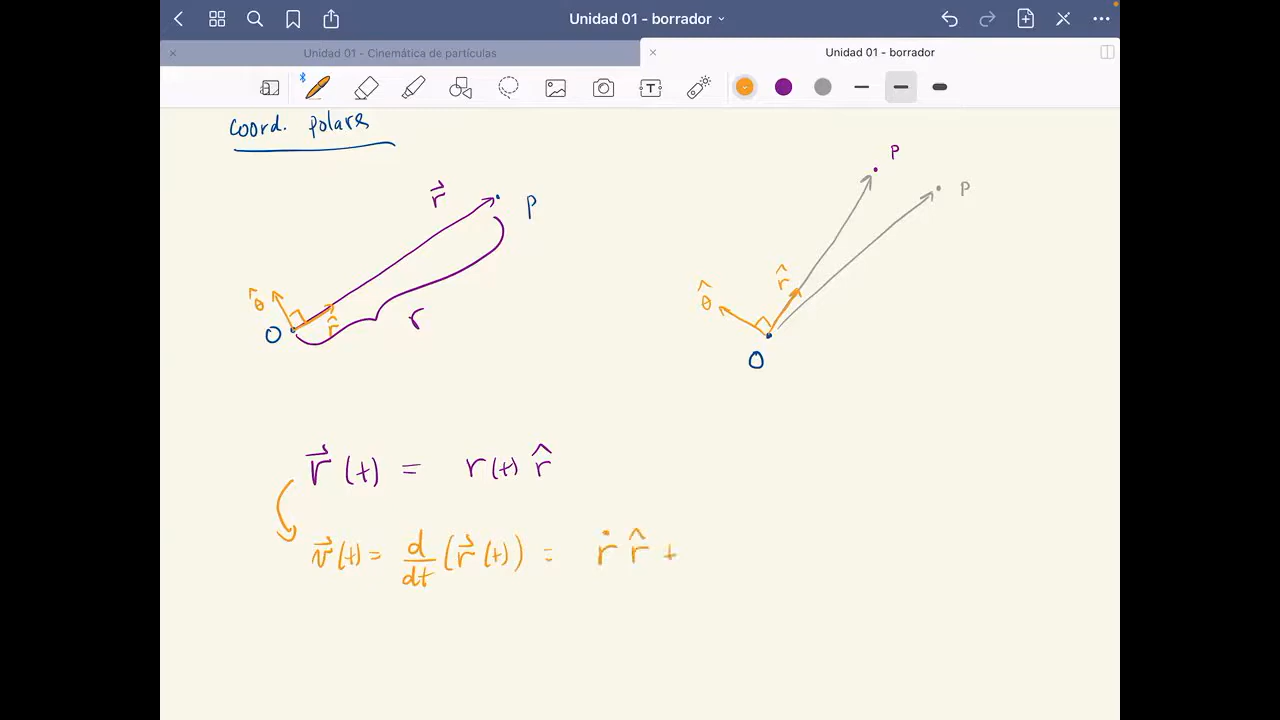 Unidad 01 - borrador
Unidad 01 - Cinemática de partículas
Unidad 01 - borrador
T
coord. polares
P
r⃗
P
P
θ̂
r̂
O
r
θ̂
r̂
O
r⃗(t) = r(t) r̂
v⃗(t) = d/dt (r⃗(t)) = ṙ r̂ +